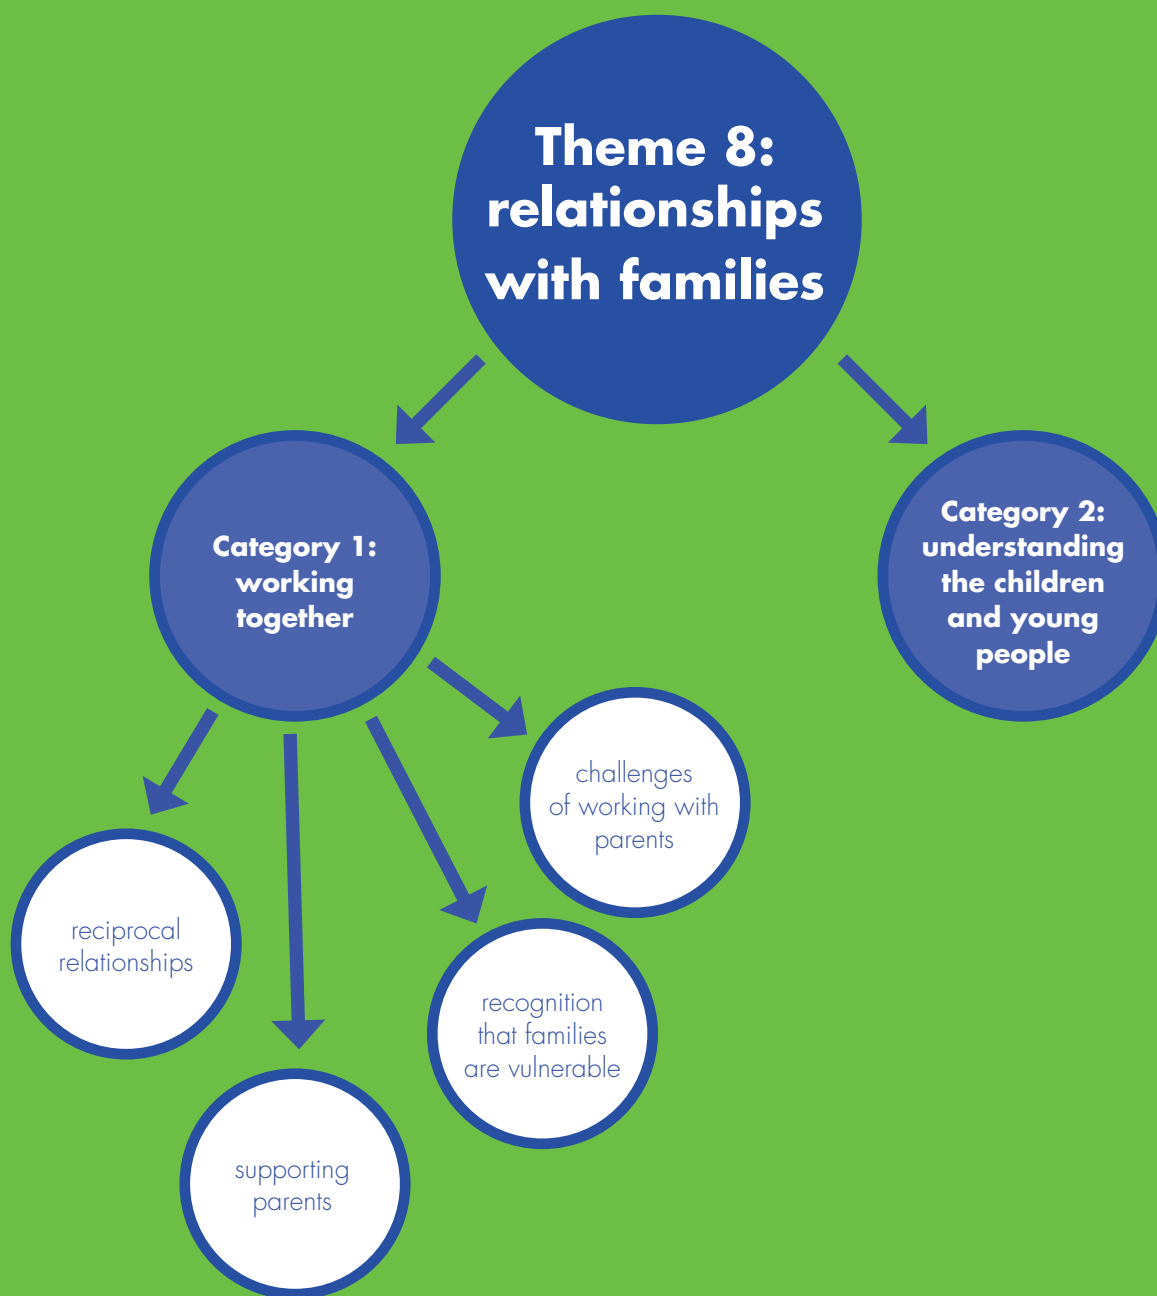 Theme 8:
relationships
with families
Category 1:
working
together
Category 2:
understanding
the children
and young
people
challenges
of working with
parents
reciprocal
relationships
recognition
that families
are vulnerable
supporting
parents